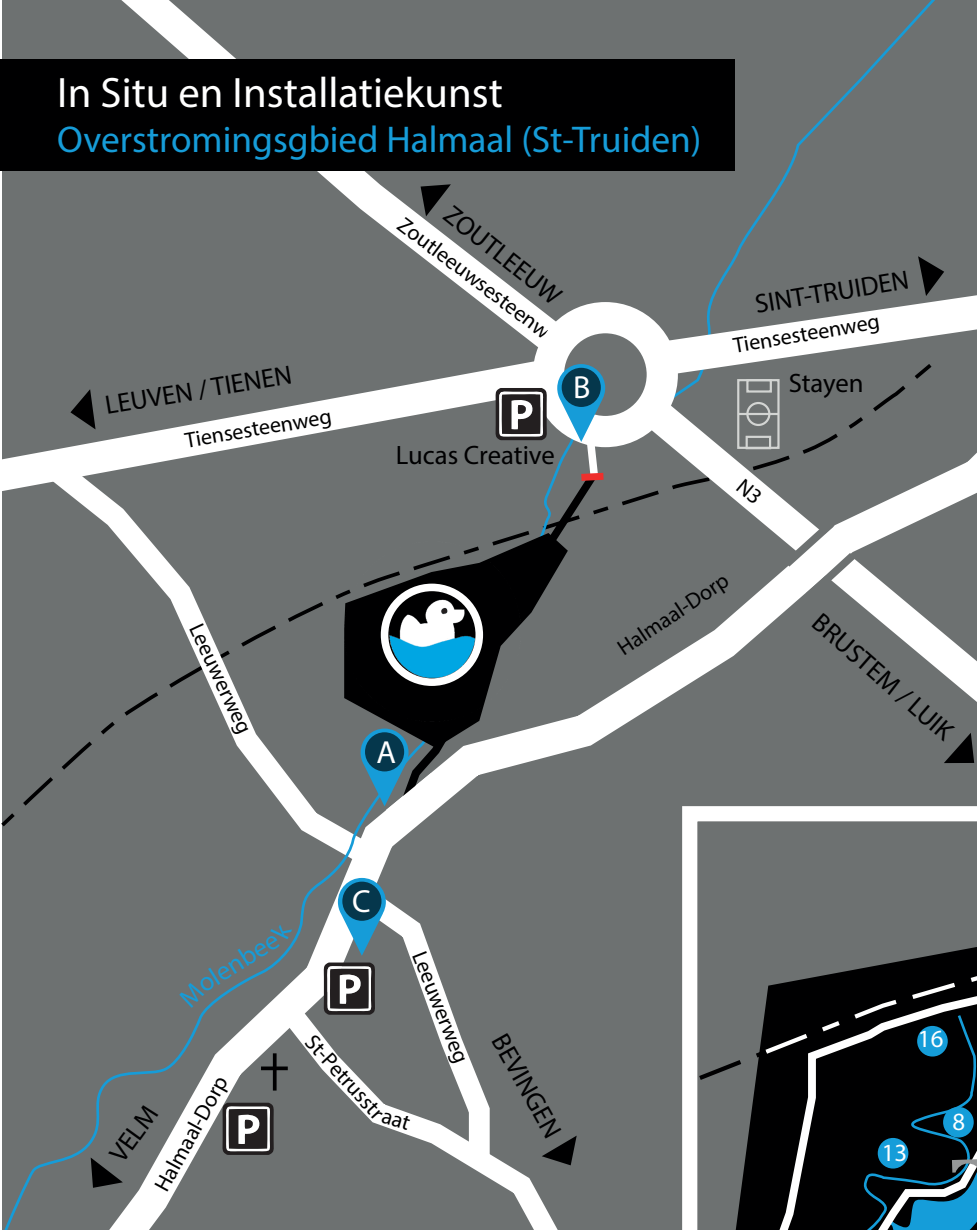 In Situ en Installatiekunst
Overstromingsgbied Halmaal (St-Truiden)
ZOUTLEEUW
Zoutleeuwsesteenw
SINT-TRUIDEN
Tiensesteenweg
LEUVEN / TIENEN
Tiensesteenweg
B
P
Stayen
Lucas Creative
N3
Halmaal-Dorp
Leeuwerweg
BRUSTEM / LUIK
A
C
Molenbeek
P
Leeuwerweg
St-Petrusstraat
BEVINGEN
VELM
Halmaal-Dorp
P
16
8
13